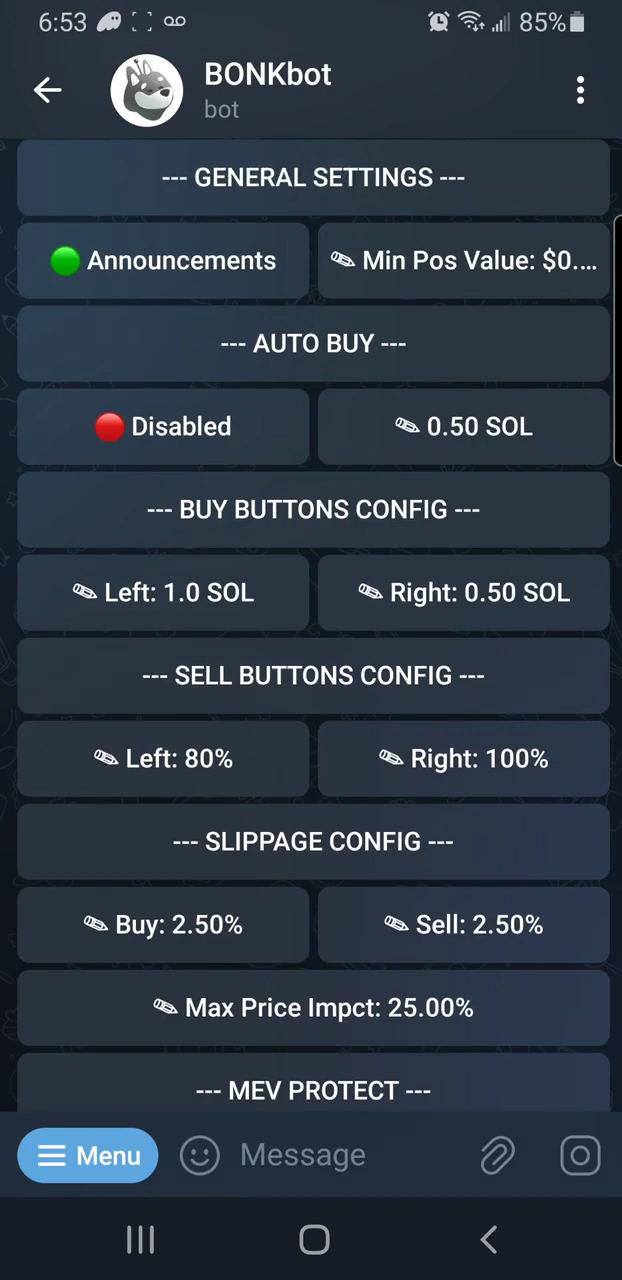 6:53 85%
BONKbot
bot
--- GENERAL SETTINGS ---
Announcements ✏ Min Pos Value: $0....
--- AUTO BUY ---
Disabled ✏ 0.50 SOL
--- BUY BUTTONS CONFIG ---
✏ Left: 1.0 SOL ✏ Right: 0.50 SOL
--- SELL BUTTONS CONFIG ---
✏ Left: 80% ✏ Right: 100%
--- SLIPPAGE CONFIG ---
✏ Buy: 2.50% ✏ Sell: 2.50%
✏ Max Price Impct: 25.00%
--- MEV PROTECT ---
Menu Message